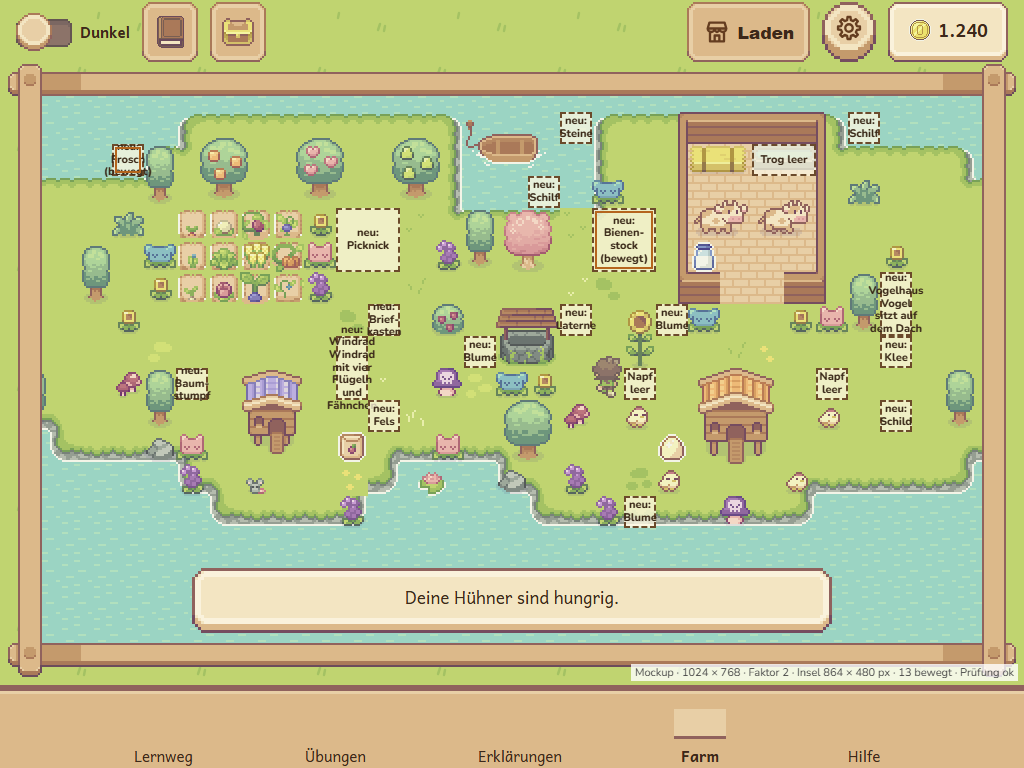 Dunkel
Laden
1.240
neu:
Steine
neu:
Schilf
neu:
Frosch
(bewegt)
Trog leer
neu:
Schilf
neu:
Picknick
neu:
Bienen-
stock
(bewegt)
neu:
Vogelhaus
Vogel
sitzt auf
dem Dach
neu:
Brief-
kasten
neu:
Laterne
neu:
Blume
neu:
Windrad
Windrad
mit vier
Flügeln
und
Fähnchen
neu:
Blume
neu:
Klee
neu:
Baum-
stumpf
Napf
leer
Napf
leer
neu:
Fels
neu:
Schild
neu:
Blume
Deine Hühner sind hungrig.
Mockup · 1024 × 768 · Faktor 2 · Insel 864 × 480 px · 13 bewegt · Prüfung ok
Lernweg
Übungen
Erklärungen
Farm
Hilfe